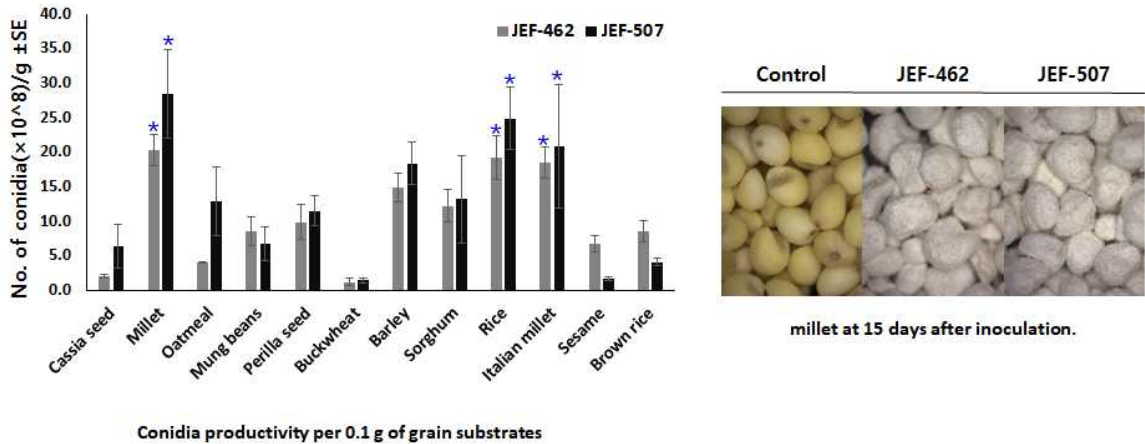 No. of conidia(×10^8)/g ±SE
40.0
35.0
30.0
25.0
20.0
15.0
10.0
5.0
0.0
JEF-462 JEF-507
* * * * * *
Cassia seed
Millet
Oatmeal
Mung beans
Perilla seed
Buckwheat
Barley
Sorghum
Rice
Italian millet
Sesame
Brown rice
Conidia productivity per 0.1 g of grain substrates
Control JEF-462 JEF-507
millet at 15 days after inoculation.